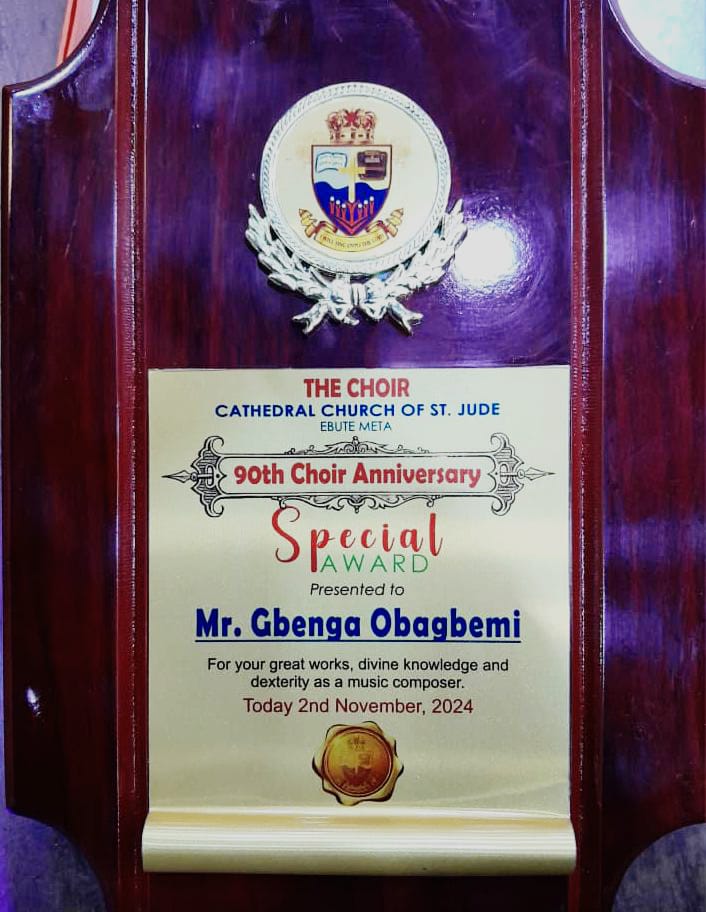 THE CHOIR
CATHEDRAL CHURCH OF ST. JUDE
EBUTE META
90th Choir Anniversary
Special
AWARD
Presented to
Mr. Gbenga Obagbemi
For your great works, divine knowledge and
dexterity as a music composer.
Today 2nd November, 2024